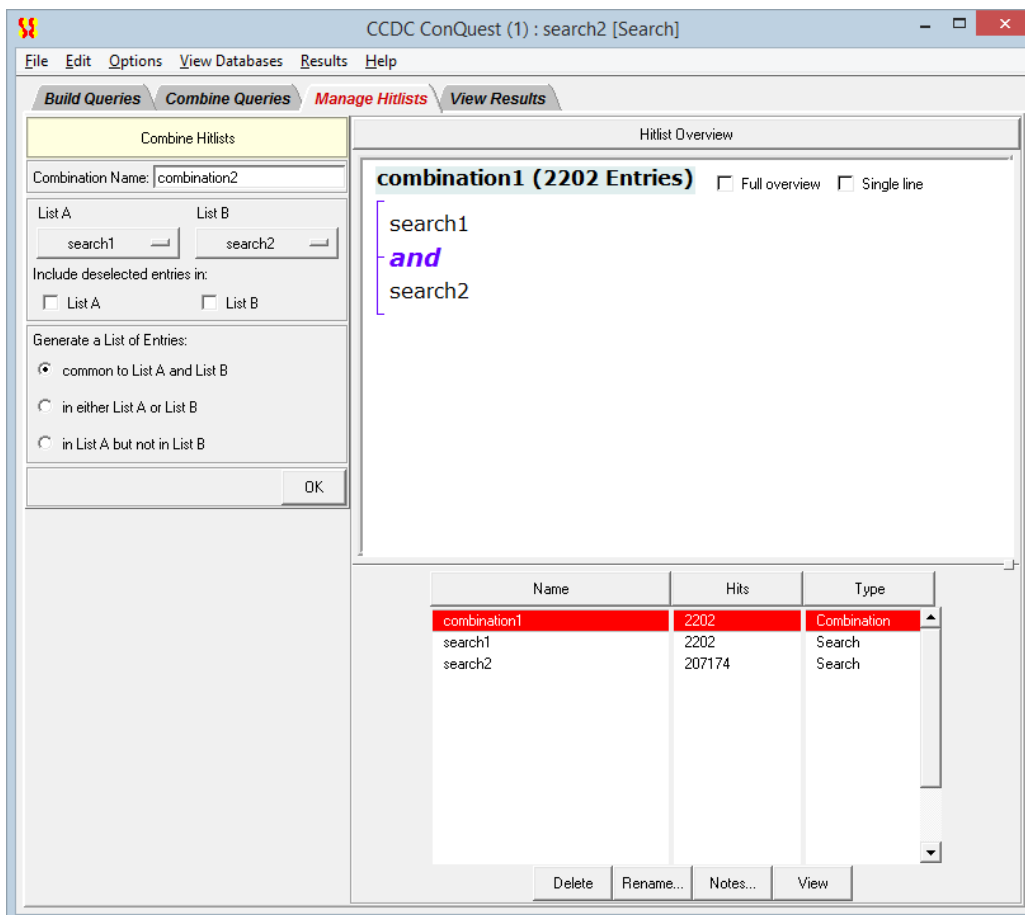 CCDC ConQuest (1) : search2 [Search]
File Edit Options View Databases Results Help
Build Queries Combine Queries Manage Hitlists View Results
Combine Hitlists
Combination Name: combination2
List A List B
search1 search2
Include deselected entries in:
List A List B
Generate a List of Entries:
common to List A and List B
in either List A or List B
in List A but not in List B
OK
Hitlist Overview
combination1 (2202 Entries) Full overview Single line
search1
and
search2
Name Hits Type
combination1 2202 Combination
search1 2202 Search
search2 207174 Search
Delete Rename... Notes... View